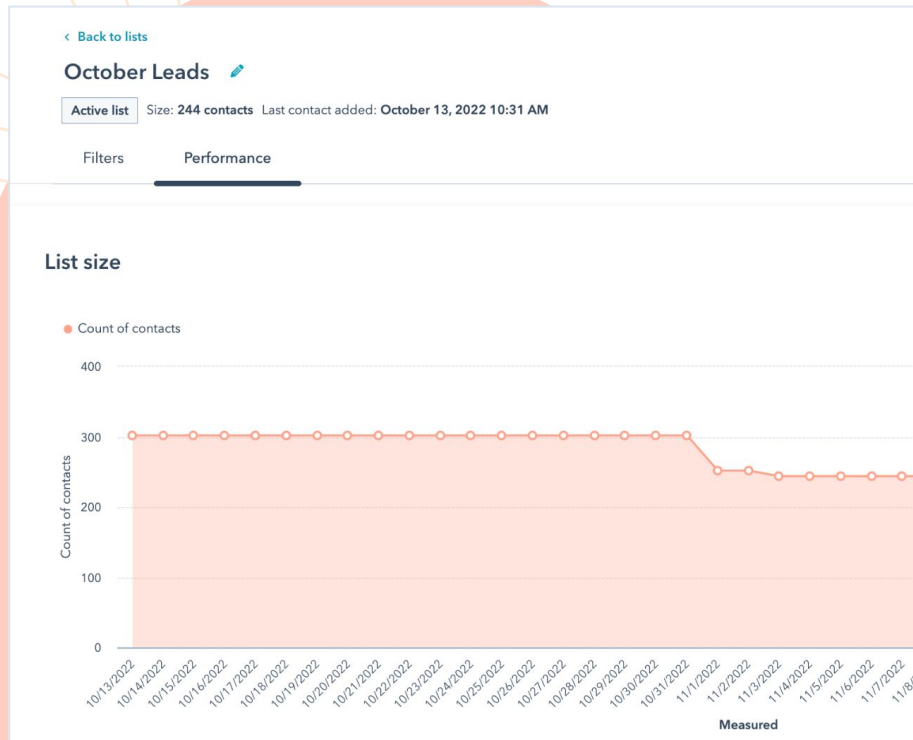 Back to lists
October Leads
Active list Size: 244 contacts Last contact added: October 13, 2022 10:31 AM
Filters Performance
List size
Count of contacts
400
300
200
100
0
Count of contacts
10/13/2022 10/14/2022 10/15/2022 10/16/2022 10/17/2022 10/18/2022 10/19/2022 10/20/2022 10/21/2022 10/22/2022 10/23/2022 10/24/2022 10/25/2022 10/26/2022 10/27/2022 10/28/2022 10/29/2022 10/30/2022 10/31/2022 11/1/2022 11/2/2022 11/3/2022 11/4/2022 11/5/2022 11/6/2022 11/7/2022
Measured